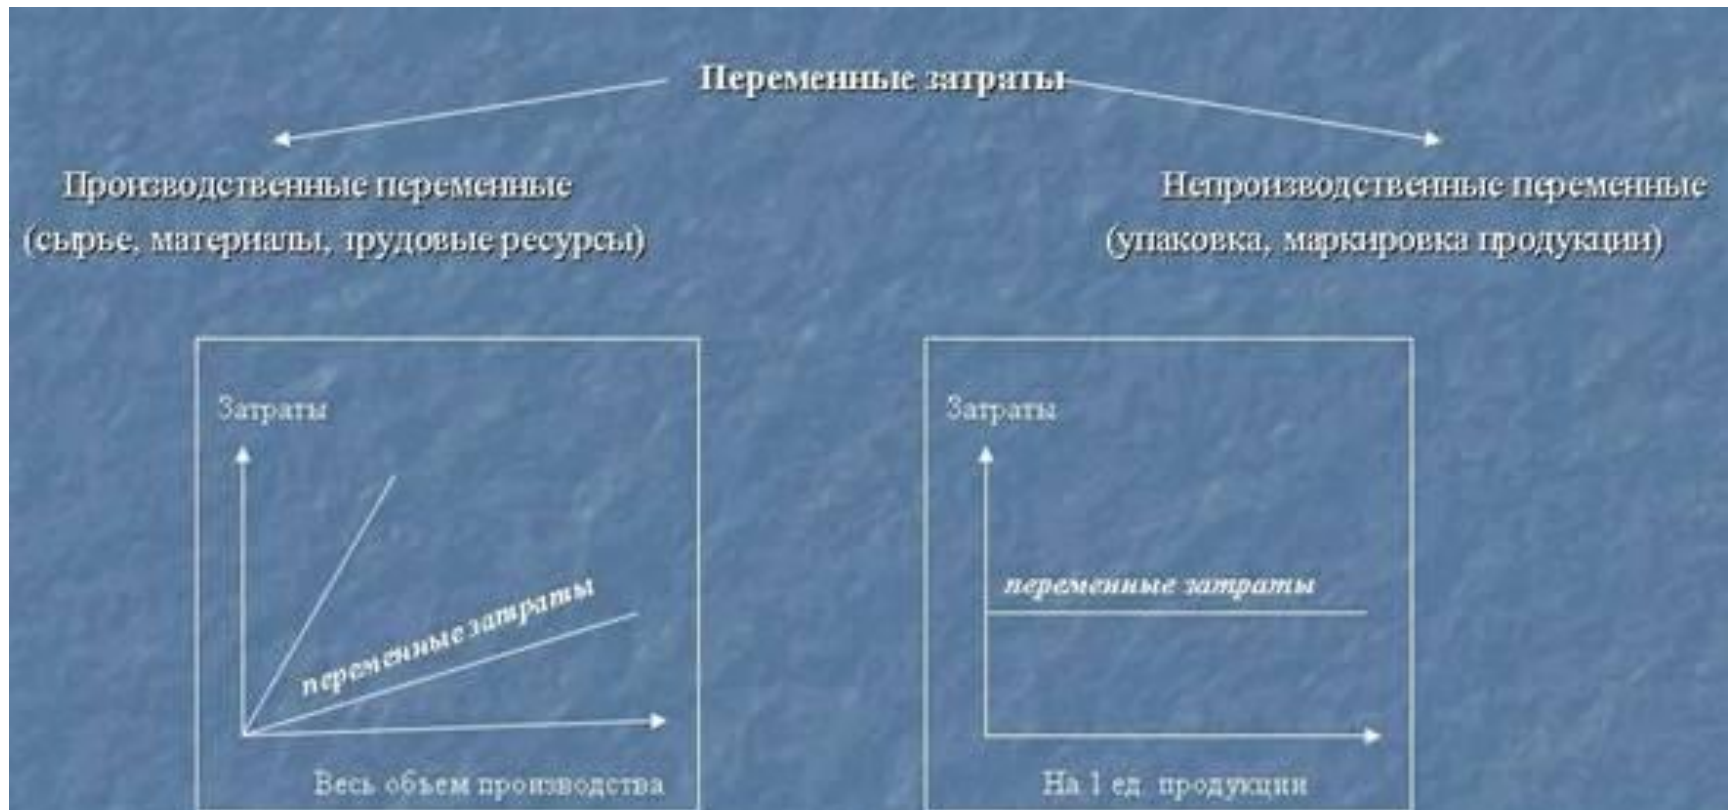 Переменные затраты
Производственные переменные
(сырье, материалы, трудовые ресурсы)
Непроизводственные переменные
(упаковка, маркировка продукции)
Затраты
переменные затраты
Весь объем производства
Затраты
переменные затраты
На 1 ед. продукции